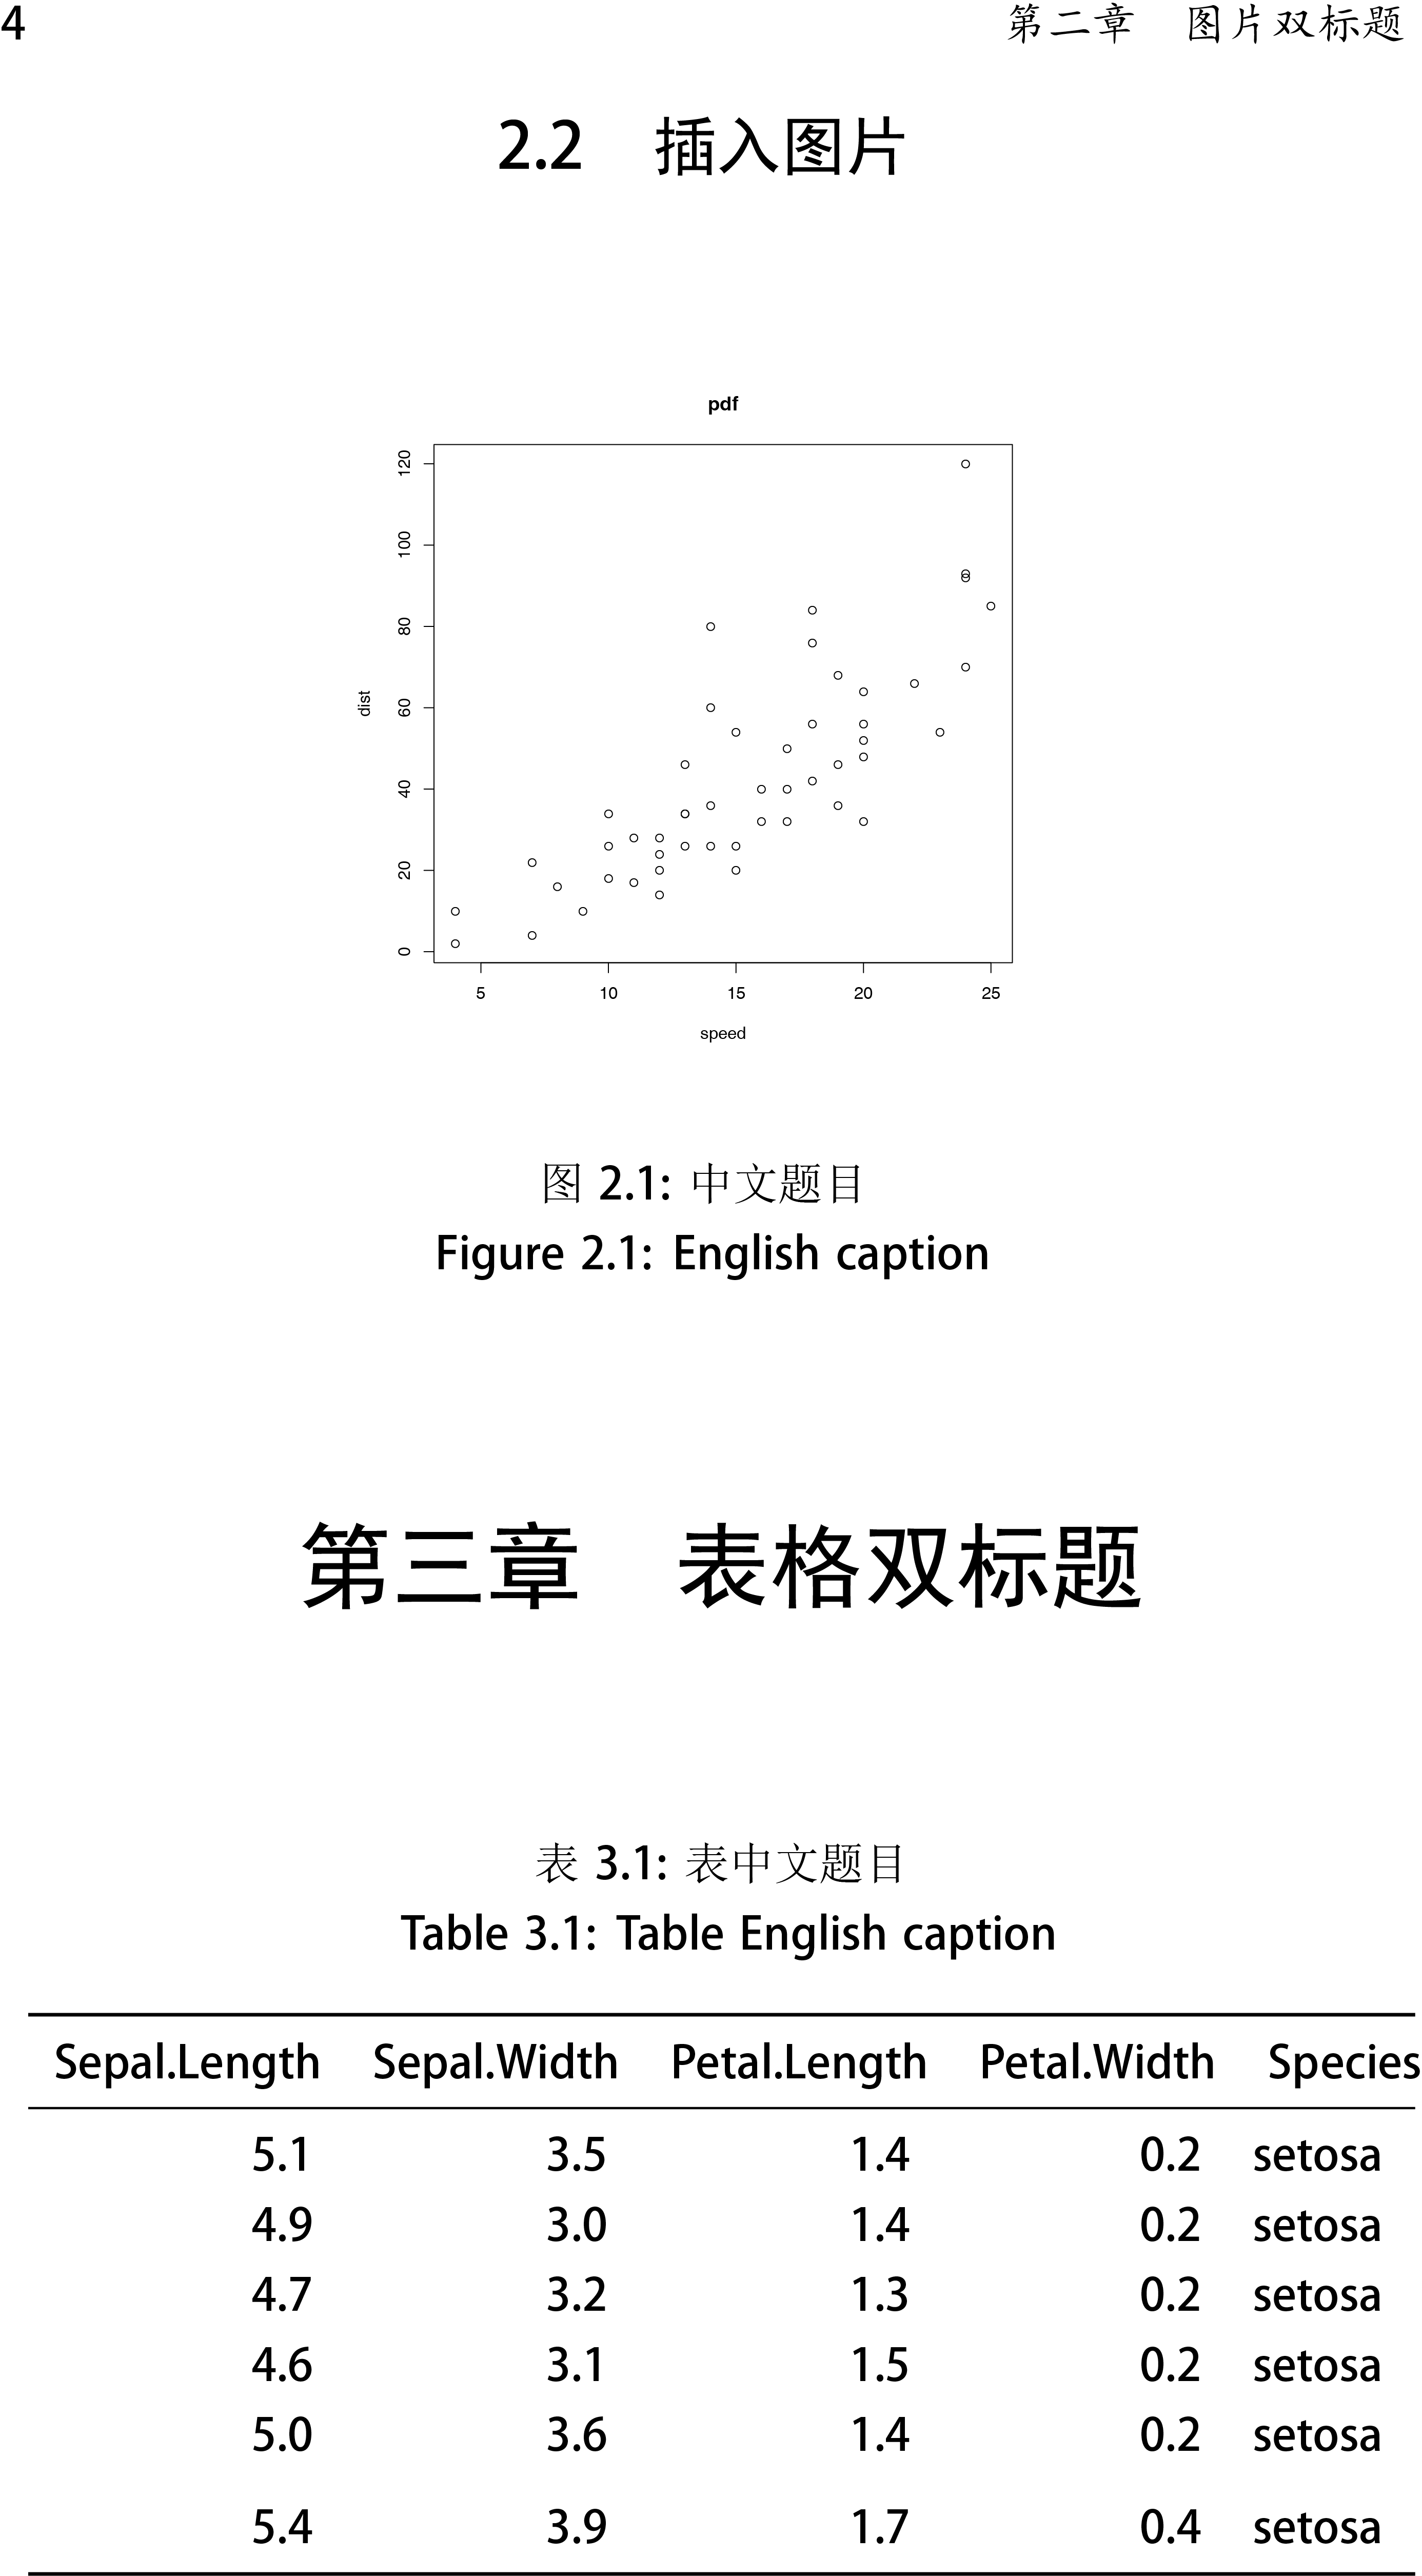 4 第二章 图片双标题
2.2 插入图片
pdf
120
100
80
60
40
20
0
dist
5 10 15 20 25
speed
图 2.1: 中文题目
Figure 2.1: English caption
第三章 表格双标题
表 3.1: 表中文题目
Table 3.1: Table English caption
Sepal.Length Sepal.Width Petal.Length Petal.Width Species
5.1 3.5 1.4 0.2 setosa
4.9 3.0 1.4 0.2 setosa
4.7 3.2 1.3 0.2 setosa
4.6 3.1 1.5 0.2 setosa
5.0 3.6 1.4 0.2 setosa
5.4 3.9 1.7 0.4 setosa